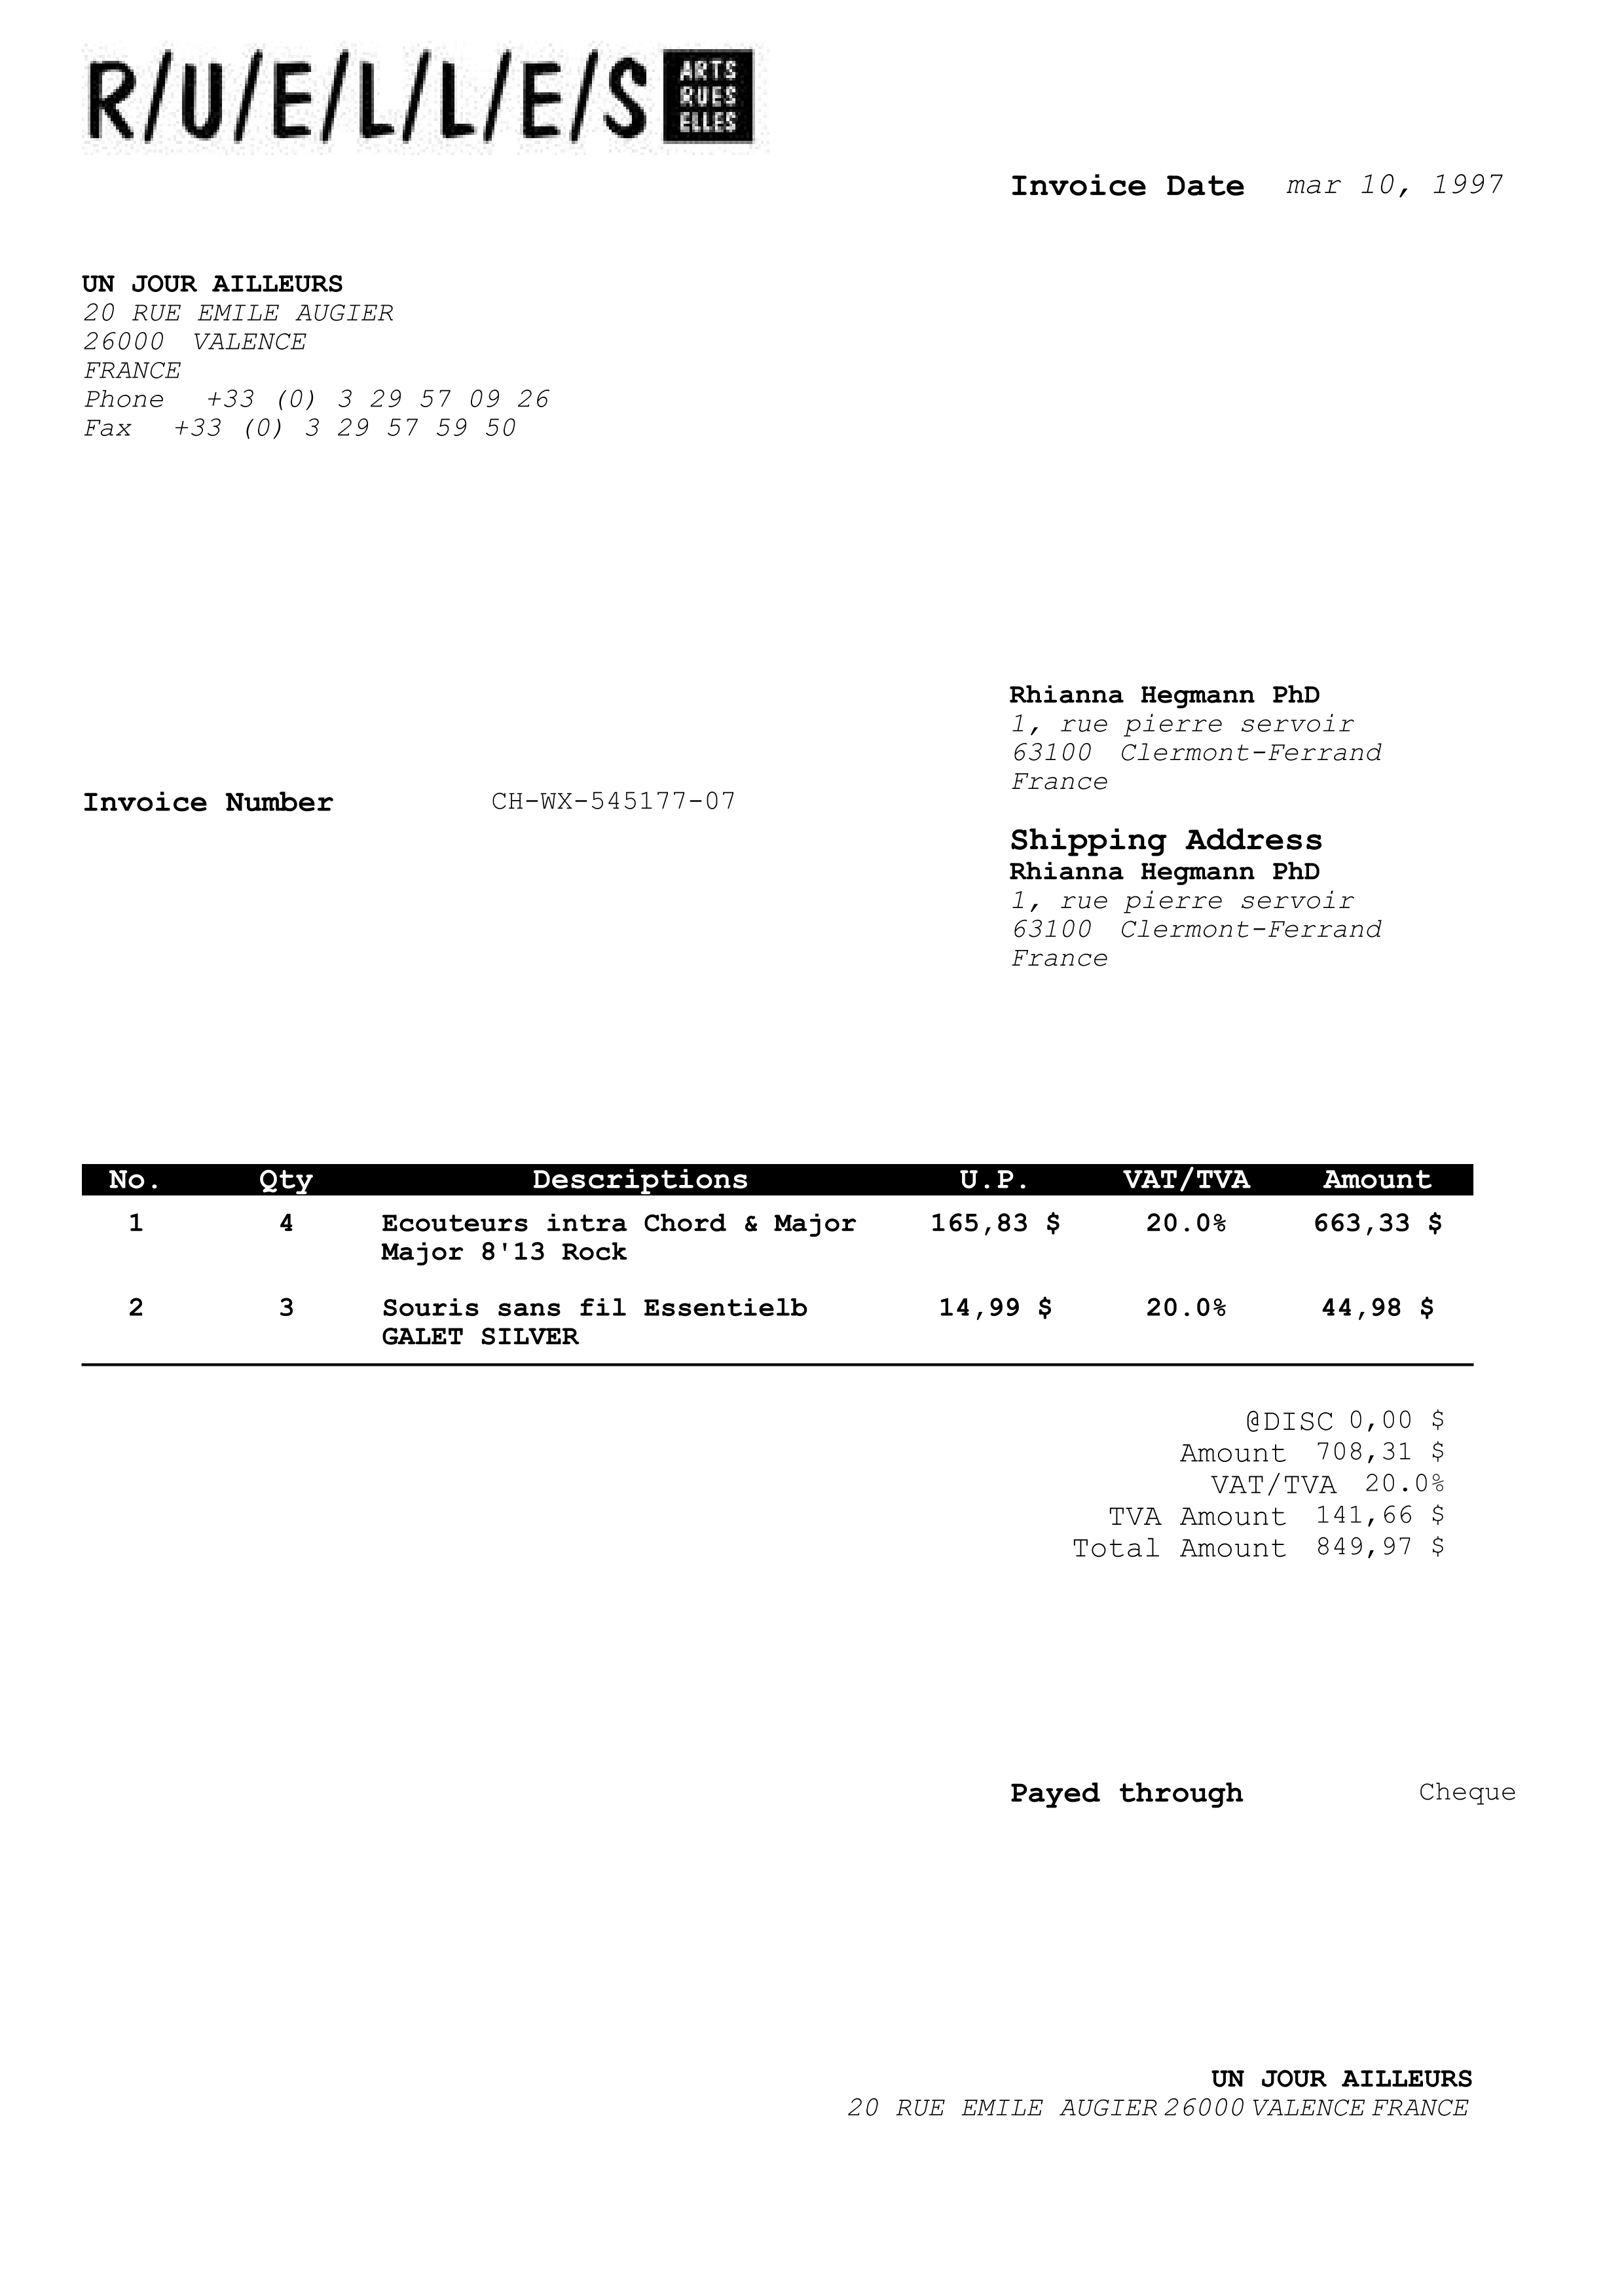 R/U/E/L/L/E/S
ARTS
RUES
ELLES
Invoice Date mar 10, 1997
UN JOUR AILLEURS
20 RUE EMILE AUGIER
26000 VALENCE
FRANCE
Phone +33 (0) 3 29 57 09 26
Fax +33 (0) 3 29 57 59 50
Rhianna Hegmann PhD
1, rue pierre servoir
63100 Clermont-Ferrand
France
Invoice Number CH-WX-545177-07
Shipping Address
Rhianna Hegmann PhD
1, rue pierre servoir
63100 Clermont-Ferrand
France
No. Qty Descriptions U.P. VAT/TVA Amount
1 4 Ecouteurs intra Chord & Major 165,83 $ 20.0% 663,33 $
Major 8'13 Rock
2 3 Souris sans fil Essentielb 14,99 $ 20.0% 44,98 $
GALET SILVER
@DISC 0,00 $
Amount 708,31 $
VAT/TVA 20.0%
TVA Amount 141,66 $
Total Amount 849,97 $
Payed through Cheque
UN JOUR AILLEURS
20 RUE EMILE AUGIER 26000 VALENCE FRANCE